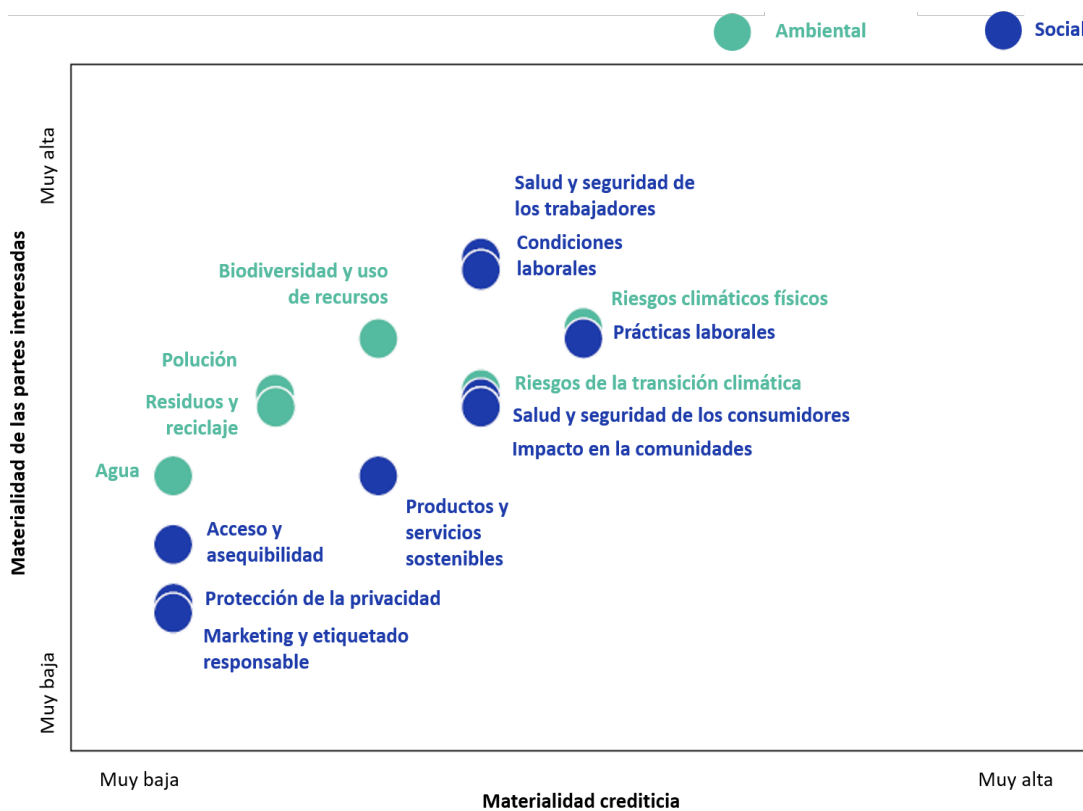 Ambiental
Social
Muy alta
Materialidad de las partes interesadas
Muy baja
Salud y seguridad de
los trabajadores
Condiciones
laborales
Biodiversidad y uso
de recursos
Riesgos climáticos físicos
Prácticas laborales
Polución
Residuos y
reciclaje
Riesgos de la transición climática
Salud y seguridad de los consumidores
Impacto en la comunidades
Agua
Productos y
servicios
sostenibles
Acceso y
asequibilidad
Protección de la privacidad
Marketing y etiquetado
responsable
Muy baja
Muy alta
Materialidad crediticia